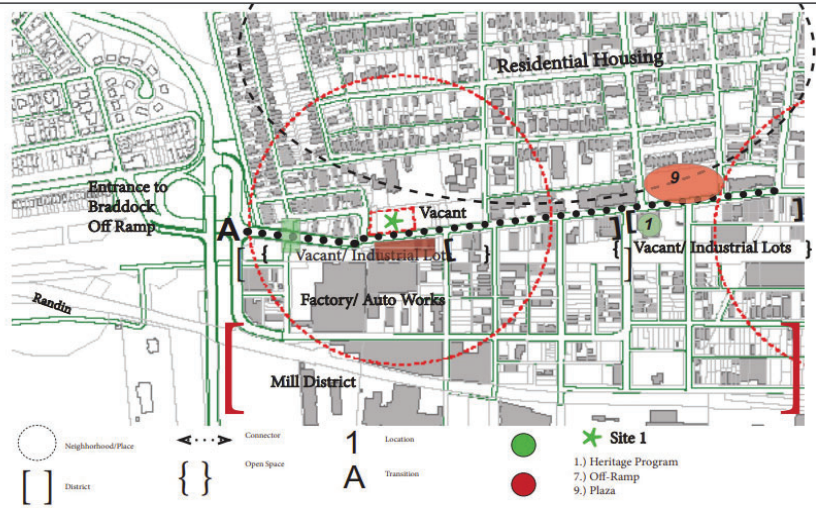 Residential Housing
9
Entrance to
Braddock
Off Ramp
A
Vacant
1
[
]
[
]
{
}
{
}
Vacant/ Industrial Lots
Vacant/ Industrial Lots
Factory/ Auto Works
Randin
[
]
Mill District
Neighborhood/Place
Connector
1
Location
Site 1
[ ]
District
{ }
Open Space
A
Transition
1.) Heritage Program
7.) Off-Ramp
9.) Plaza